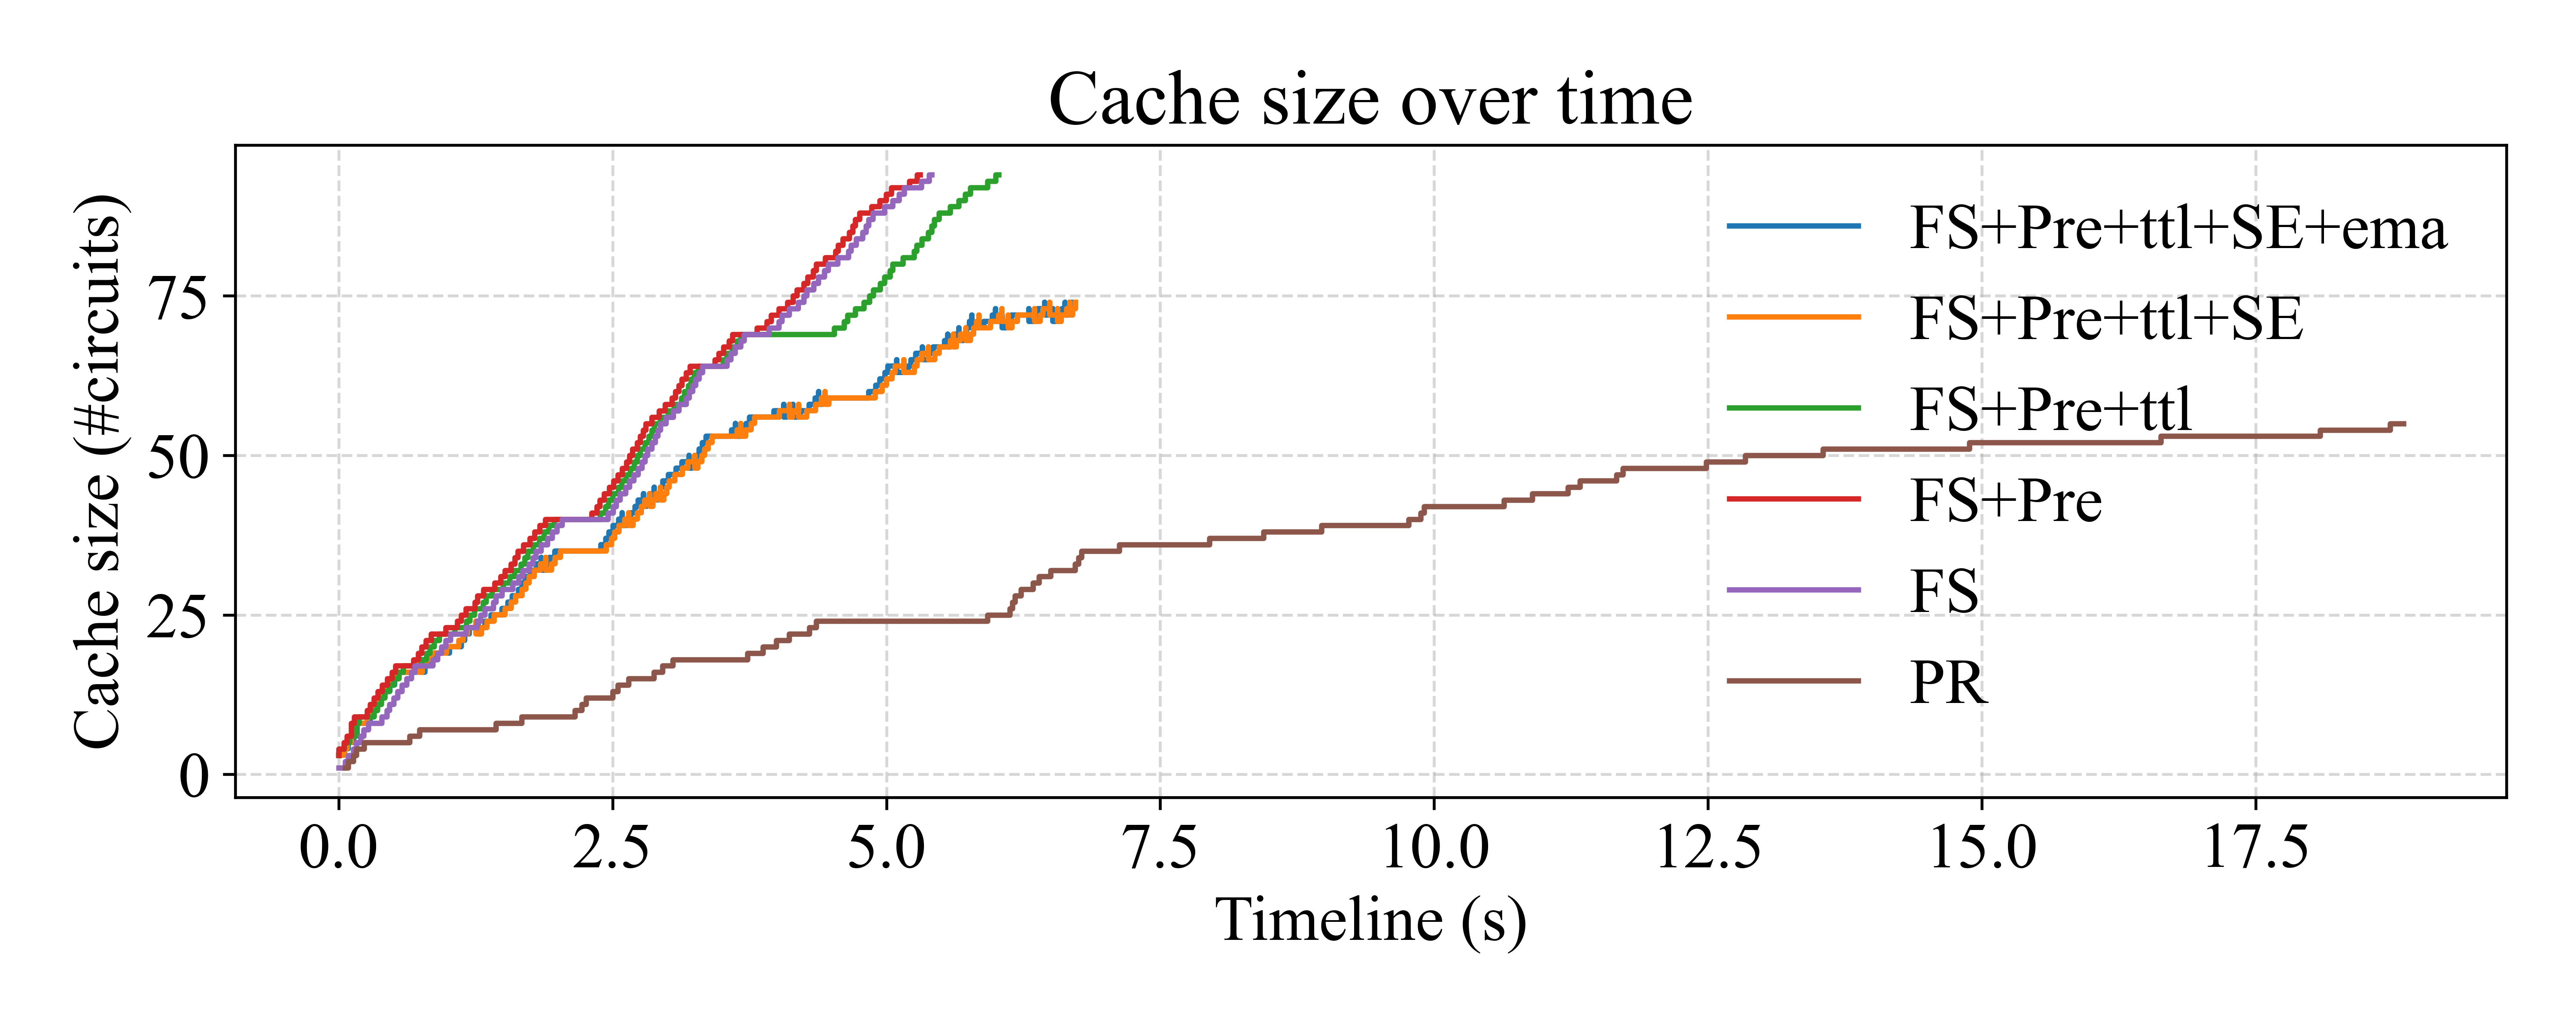 Cache size over time
Cache size (#circuits)
75
50
25
0
0.0 2.5 5.0 7.5 10.0 12.5 15.0 17.5
Timeline (s)
FS+Pre+ttl+SE+ema
FS+Pre+ttl+SE
FS+Pre+ttl
FS+Pre
FS
PR